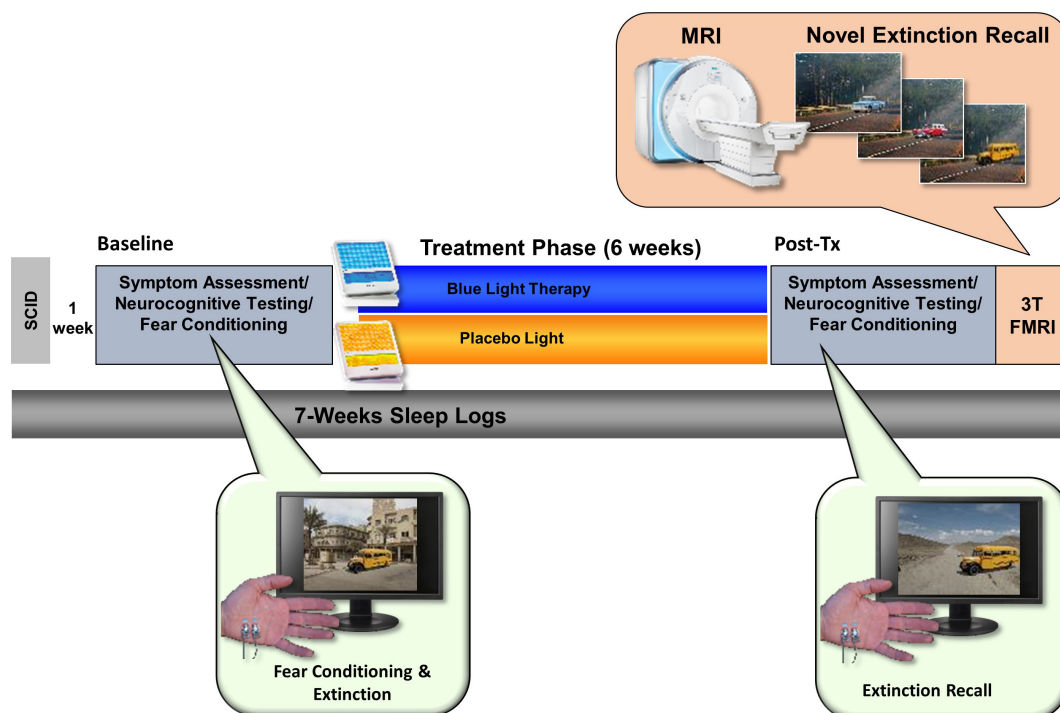 MRI
Novel Extinction Recall
Baseline
Treatment Phase (6 weeks)
Post-Tx
SCID
1
week
Symptom Assessment/
Neurocognitive Testing/
Fear Conditioning
Blue Light Therapy
Placebo Light
Symptom Assessment/
Neurocognitive Testing/
Fear Conditioning
3T
FMRI
7-Weeks Sleep Logs
Fear Conditioning &
Extinction
Extinction Recall